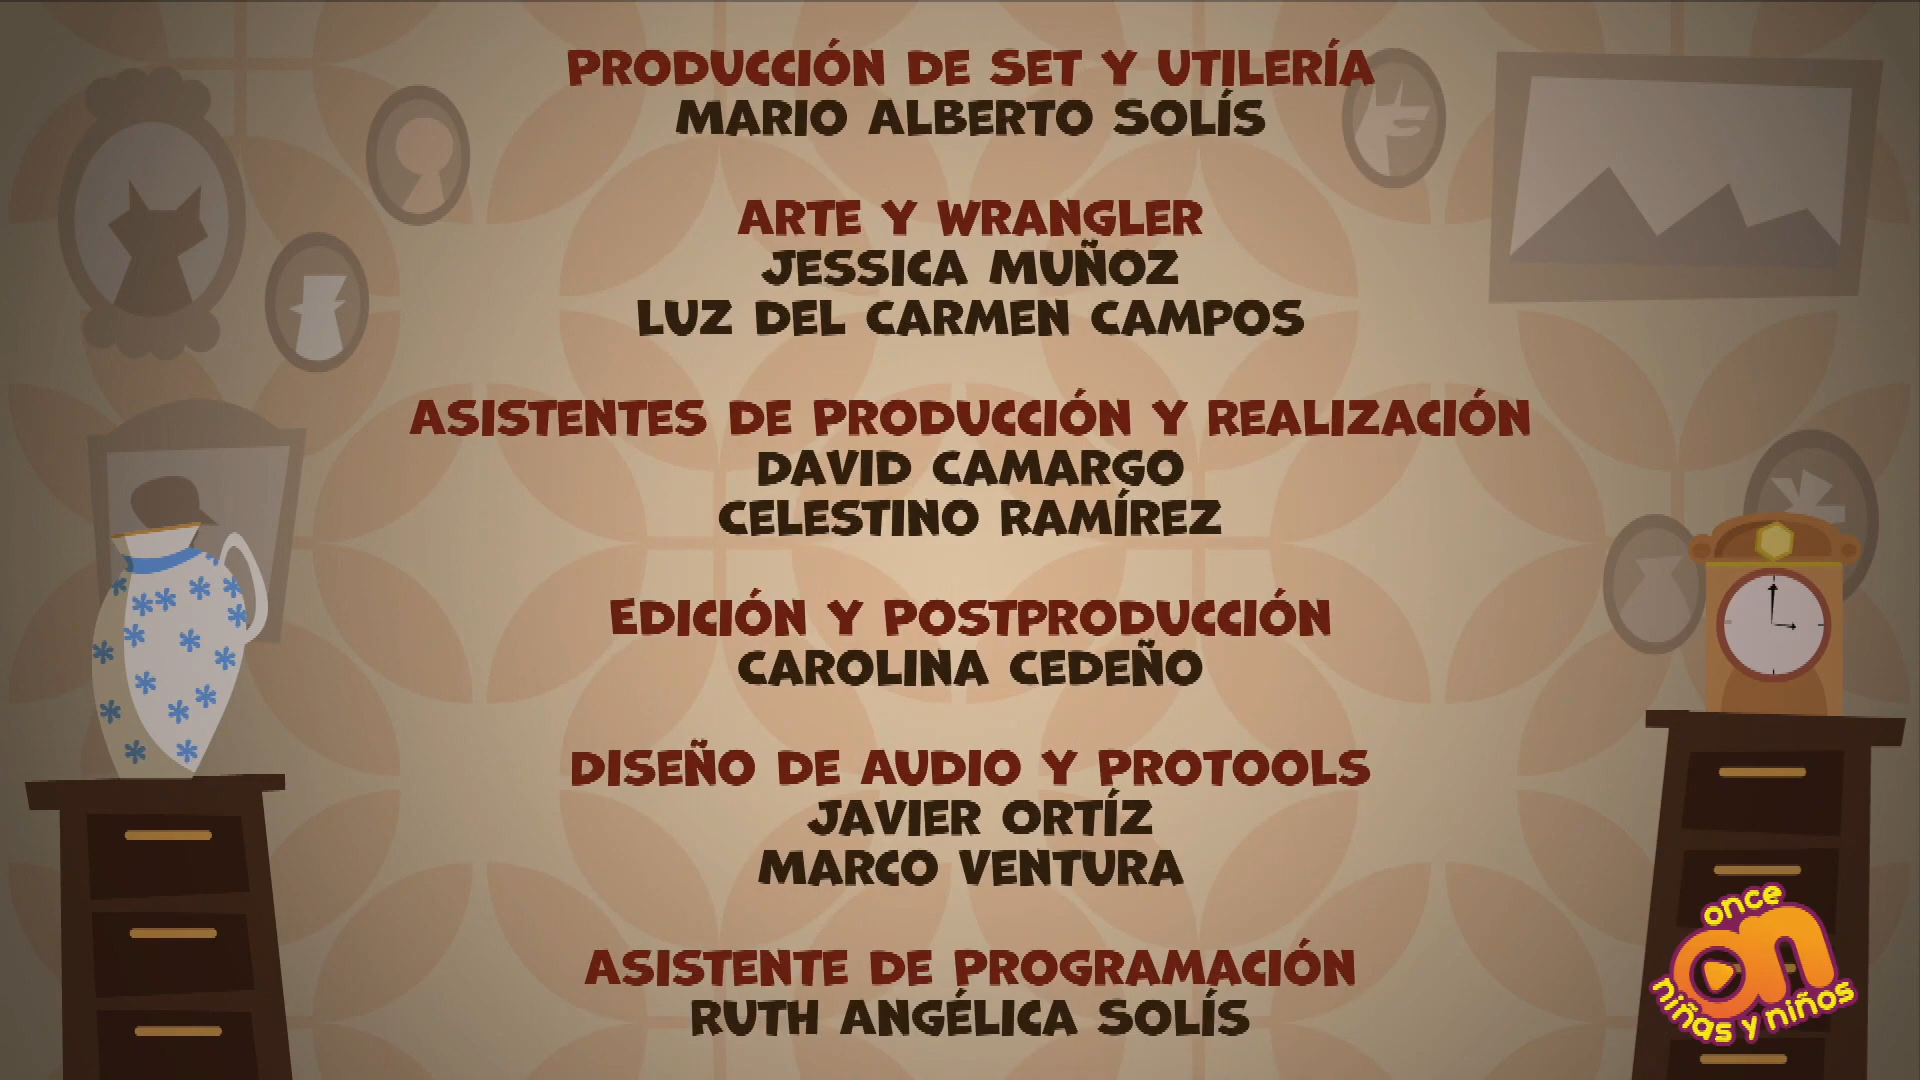 PRODUCCIÓN DE SET Y UTILERÍA
MARIO ALBERTO SOLÍS
ARTE Y WRANGLER
JESSICA MUÑOZ
LUZ DEL CARMEN CAMPOS
ASISTENTES DE PRODUCCIÓN Y REALIZACIÓN
DAVID CAMARGO
CELESTINO RAMÍREZ
EDICIÓN Y POSTPRODUCCIÓN
CAROLINA CEDEÑO
DISEÑO DE AUDIO Y PROTOOLS
JAVIER ORTÍZ
MARCO VENTURA
ASISTENTE DE PROGRAMACIÓN
RUTH ANGÉLICA SOLÍS
once
niñas y niños